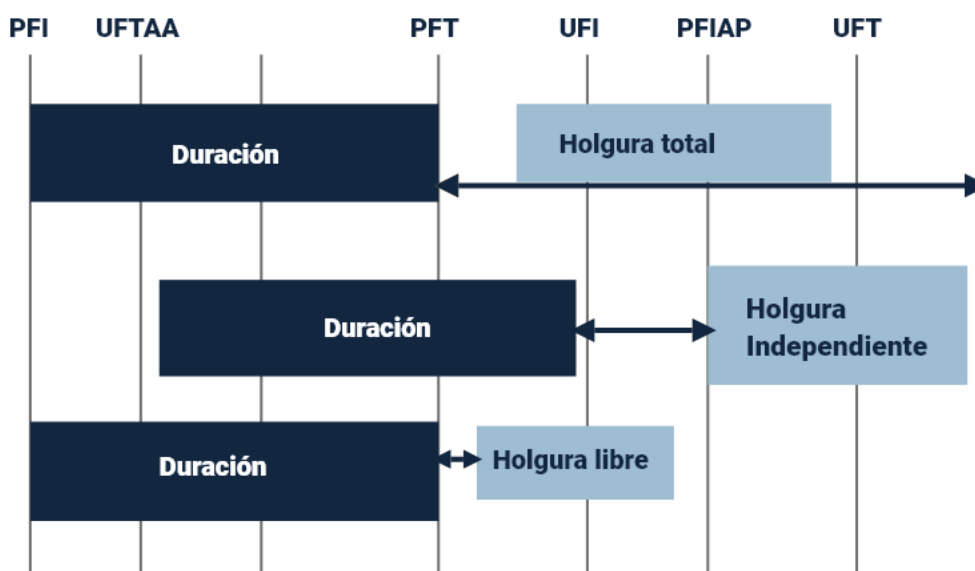 PFI UFTAA PFT UFI PFIAP UFT
Duración
Holgura total
Duración
Holgura
Independiente
Duración
Holgura libre